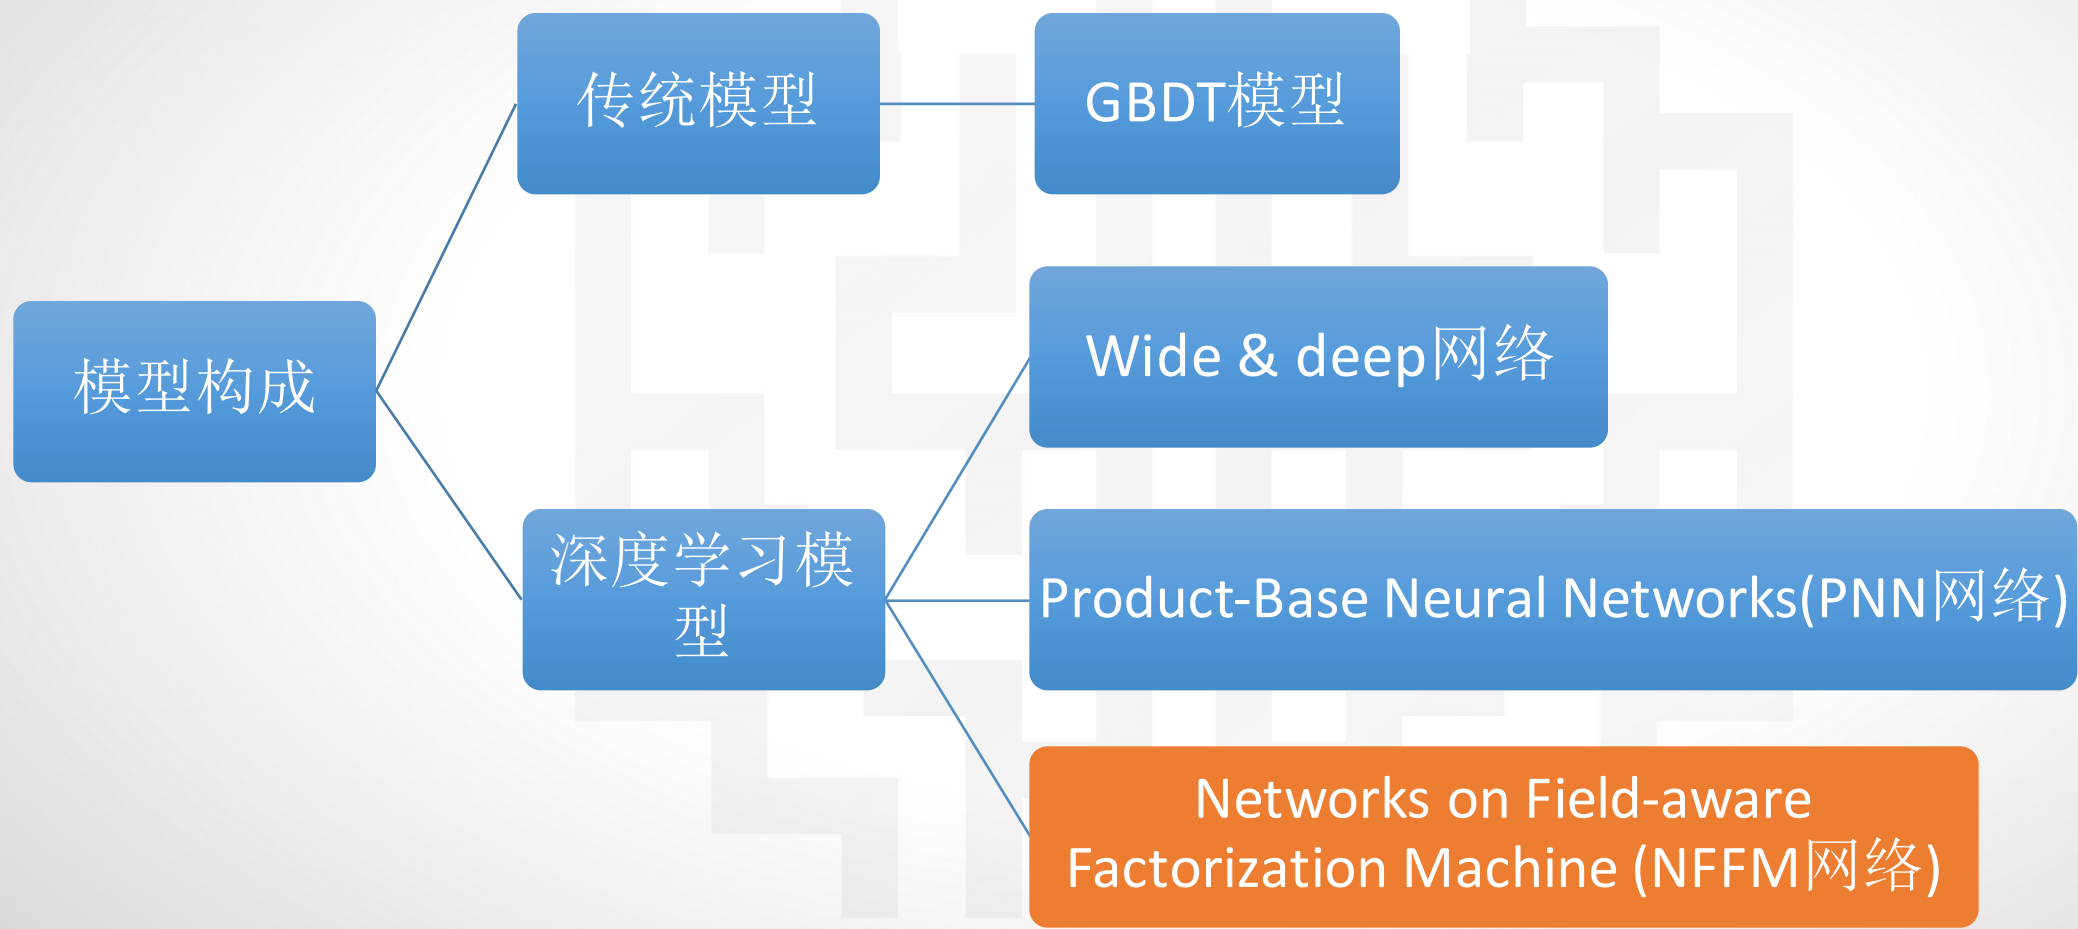 传统模型
GBDT模型
模型构成
Wide & deep网络
深度学习模
型
Product-Base Neural Networks(PNN网络)
Networks on Field-aware
Factorization Machine (NFFM网络)